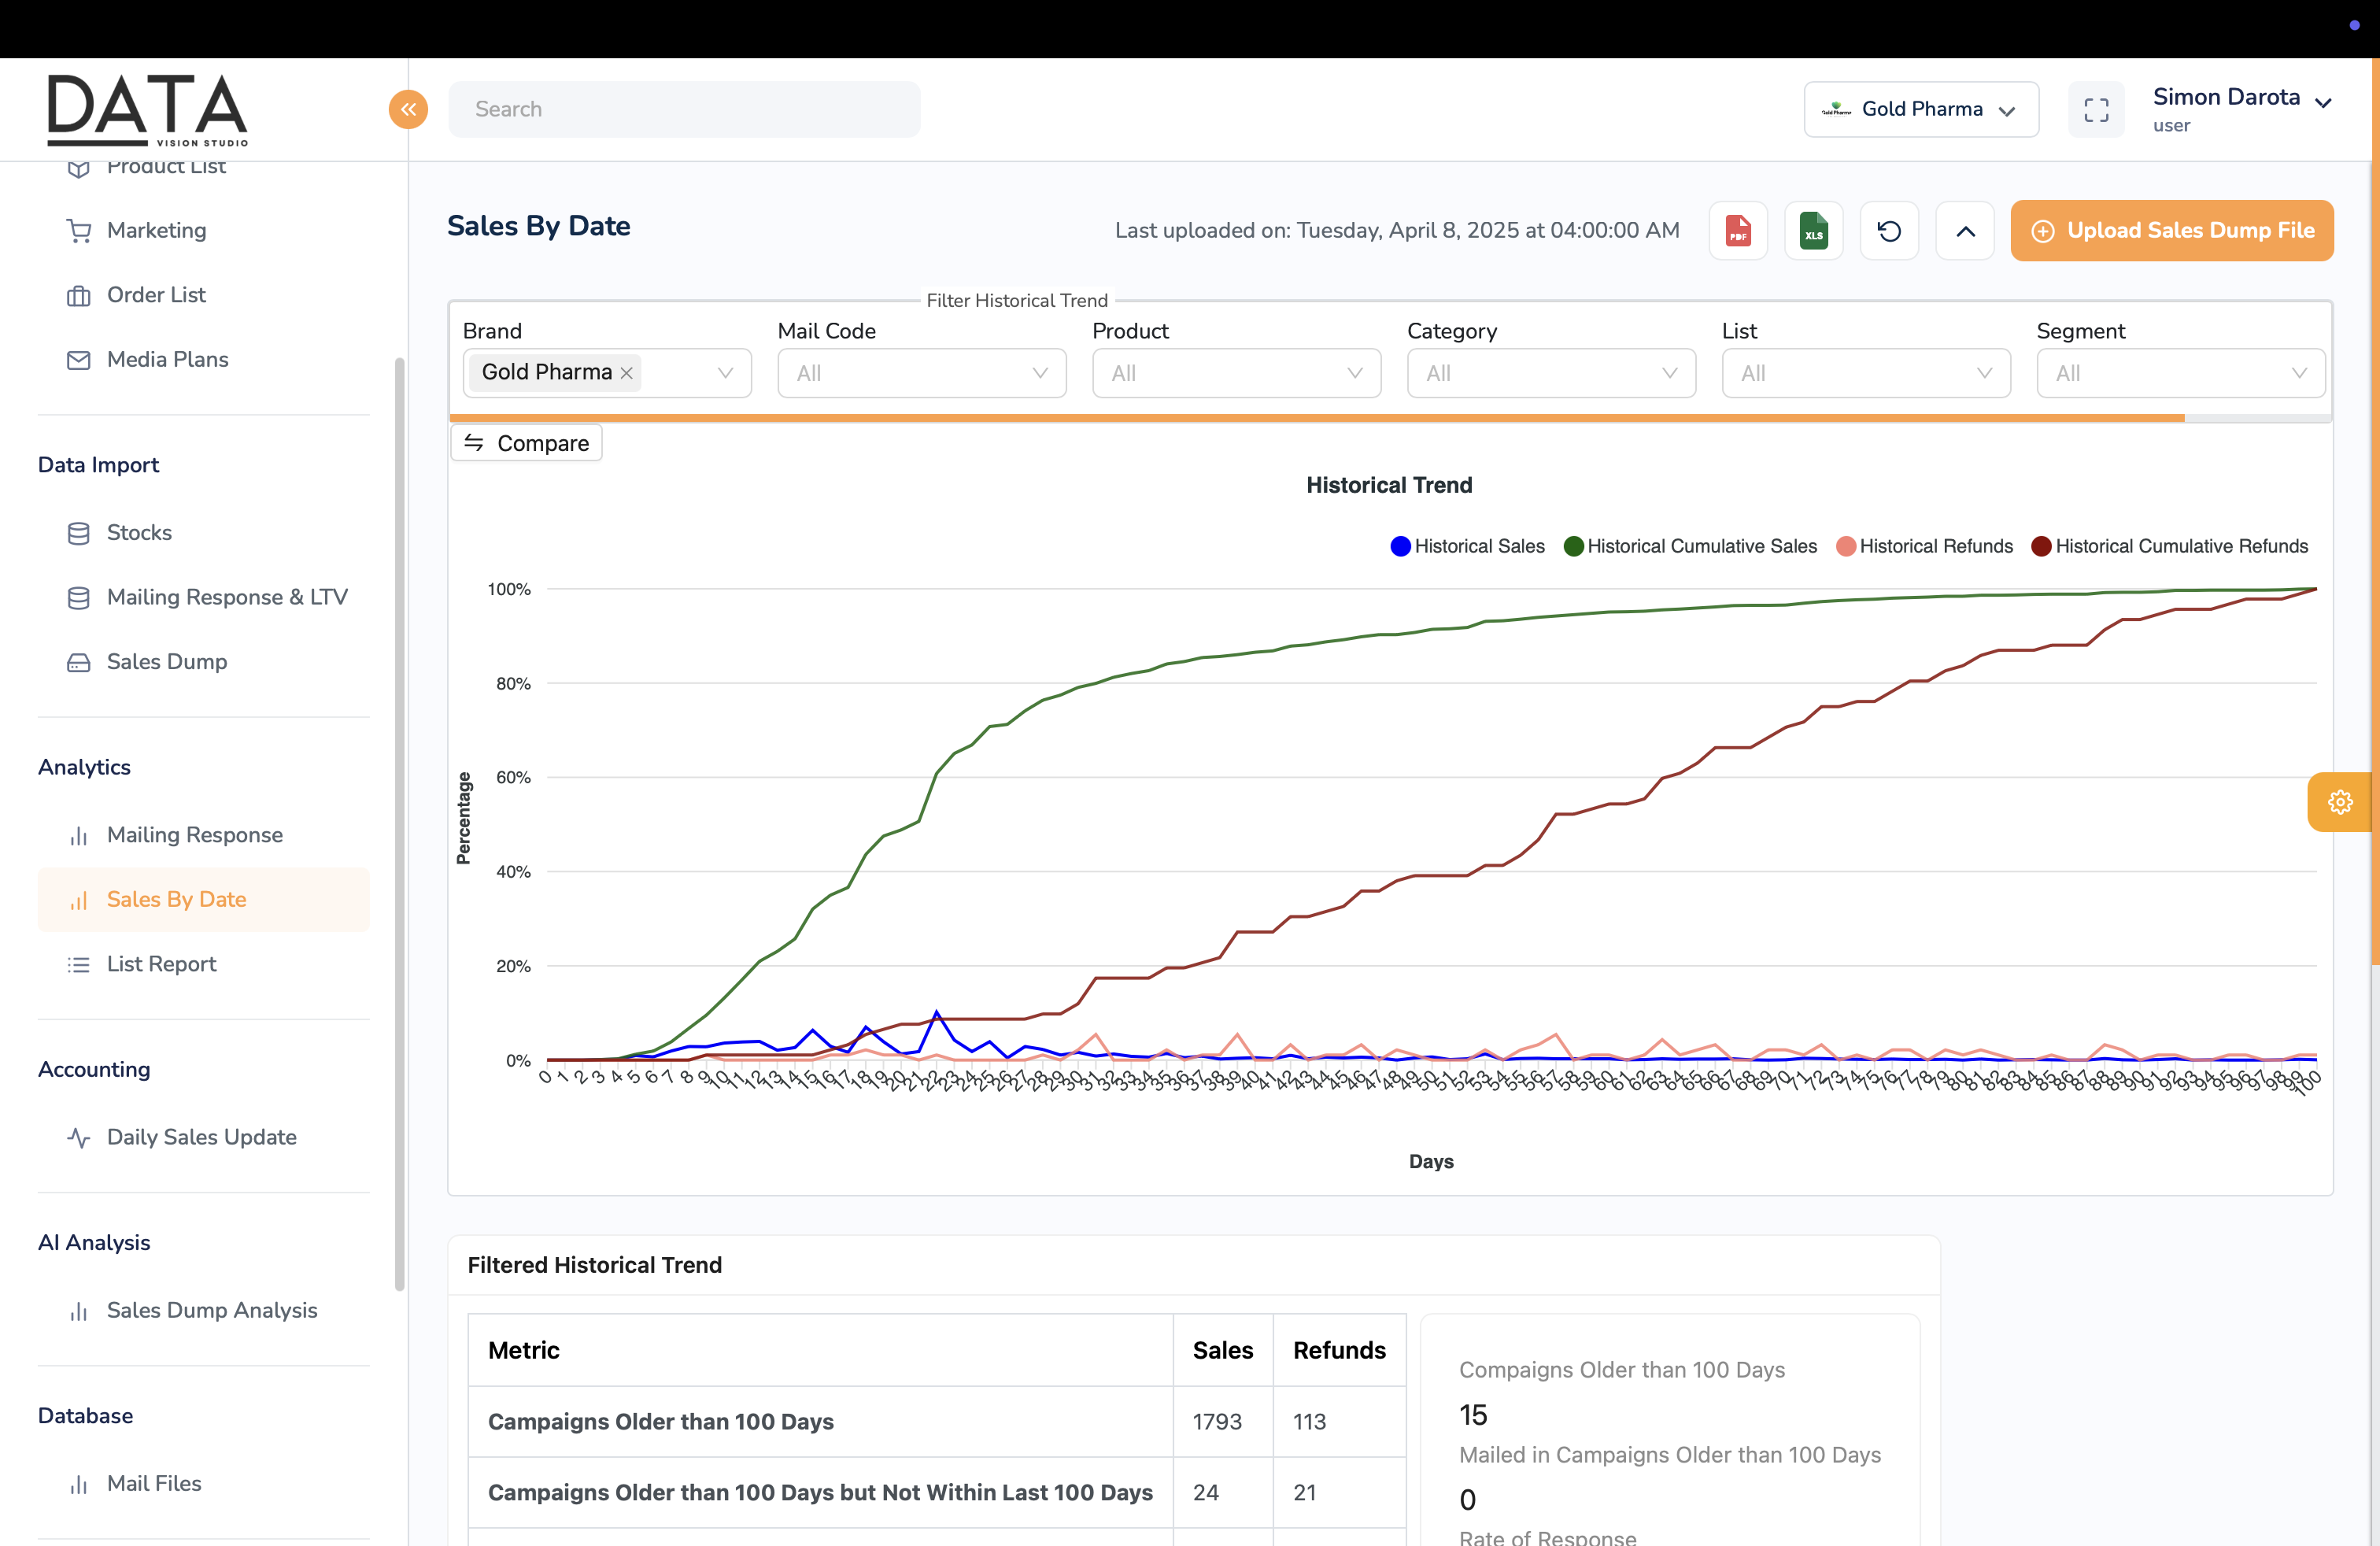 DATA
VISION STUDIO
Search
Gold Pharma
Simon Darota
user
Product List
Marketing
Order List
Media Plans
Data Import
Stocks
Mailing Response & LTV
Sales Dump
Analytics
Mailing Response
Sales By Date
List Report
Accounting
Daily Sales Update
AI Analysis
Sales Dump Analysis
Database
Mail Files
Sales By Date
Last uploaded on: Tuesday, April 8, 2025 at 04:00:00 AM
PDF
XLS
Upload Sales Dump File
Filter Historical Trend
Brand Mail Code Product Category List Segment
Gold Pharma All All All All All
Compare
Historical Trend
Historical Sales Historical Cumulative Sales Historical Refunds Historical Cumulative Refunds
100%
80%
60%
40%
20%
0%
Percentage
0 1 2 3 4 5 6 7 8 9 10 11 12 13 14 15 16 17 18 19 20 21 22 23 24 25 26 27 28 29 30 31 32 33 34 35 36 37 38 39 40 41 42 43 44 45 46 47 48 49 50 51 52 53 54 55 56 57 58 59 60 61 62 63 64 65 66 67 68 69 70 71 72 73 74 75 76 77 78 79 80 81 82 83 84 85 86 87 88 89 90 91 92 93 94 95 96 97 98 99 100
Days
Filtered Historical Trend
Metric Sales Refunds
Campaigns Older than 100 Days 1793 113
Campaigns Older than 100 Days but Not Within Last 100 Days 24 21
Compaigns Older than 100 Days
15
Mailed in Campaigns Older than 100 Days
0
Rate of Response